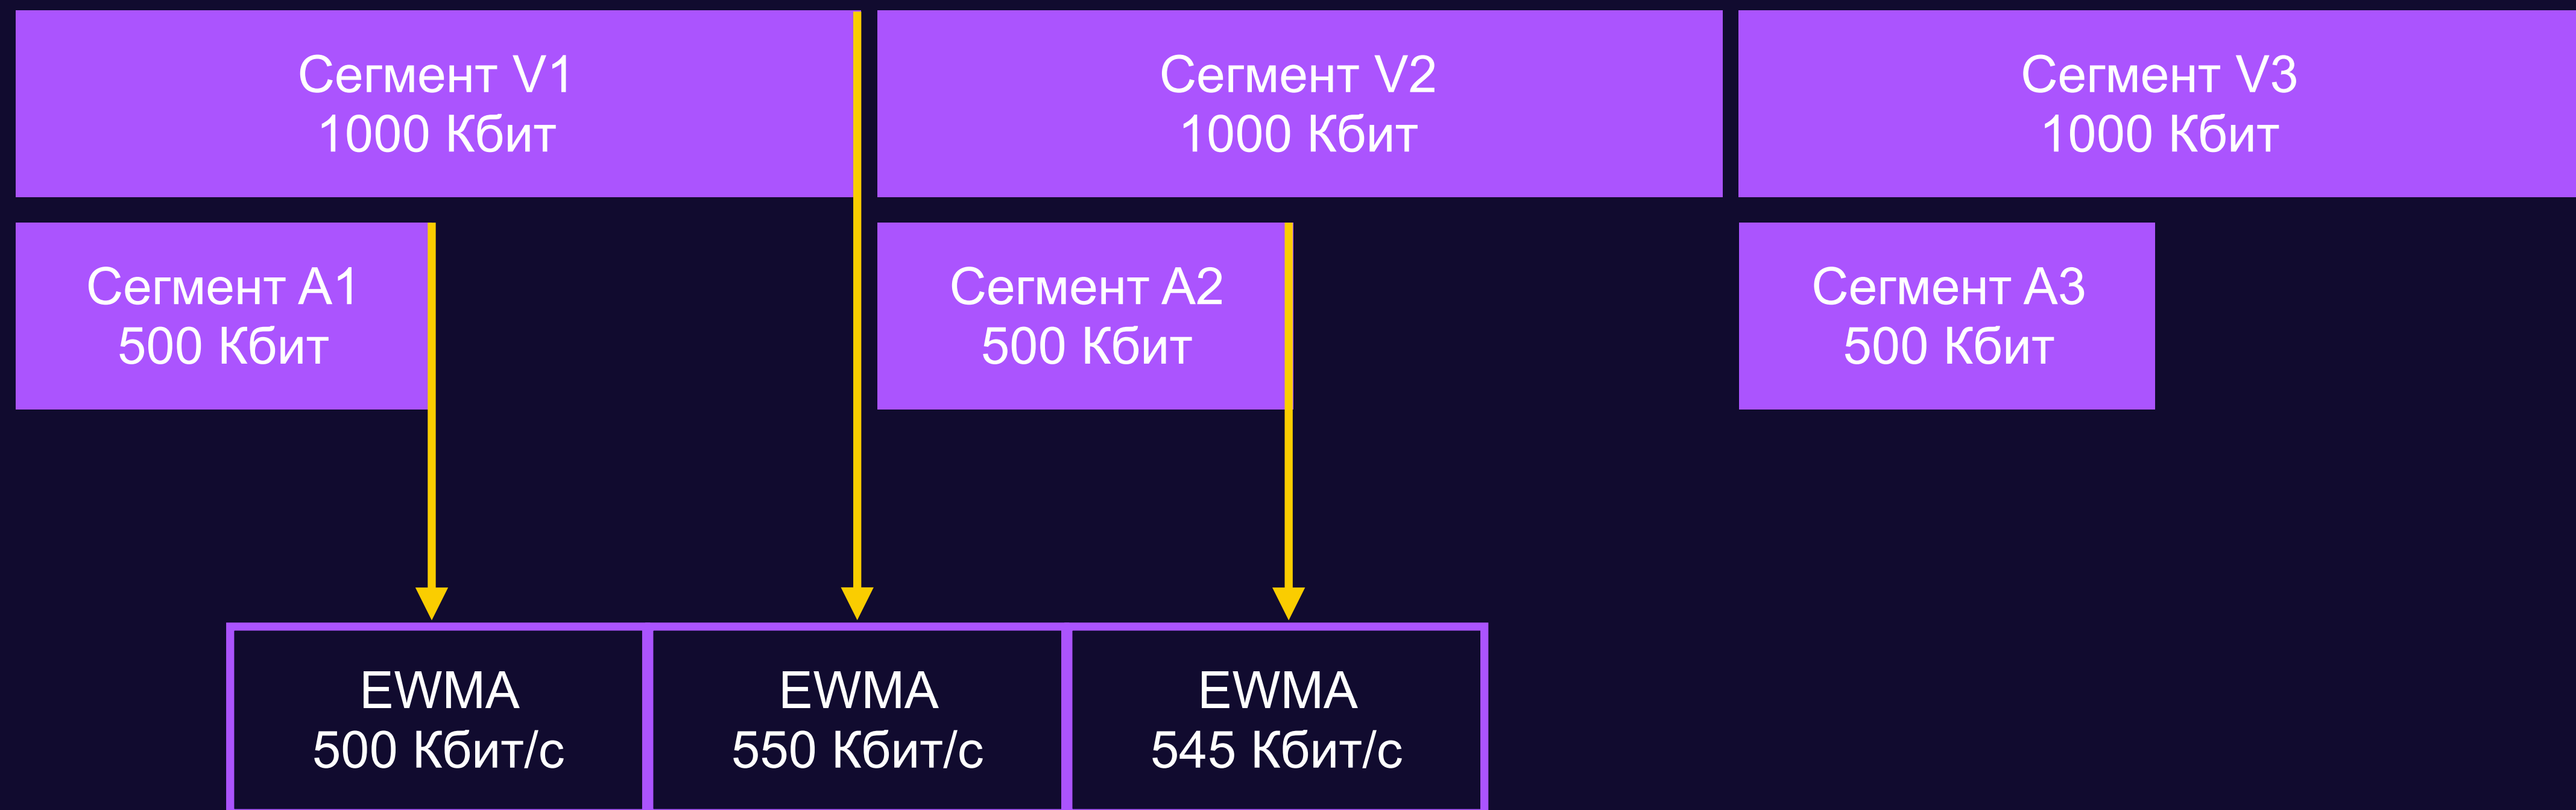 Сегмент V1
1000 Кбит
Сегмент V2
1000 Кбит
Сегмент V3
1000 Кбит
Сегмент A1
500 Кбит
Сегмент A2
500 Кбит
Сегмент A3
500 Кбит
EWMA
500 Кбит/с
EWMA
550 Кбит/с
EWMA
545 Кбит/с